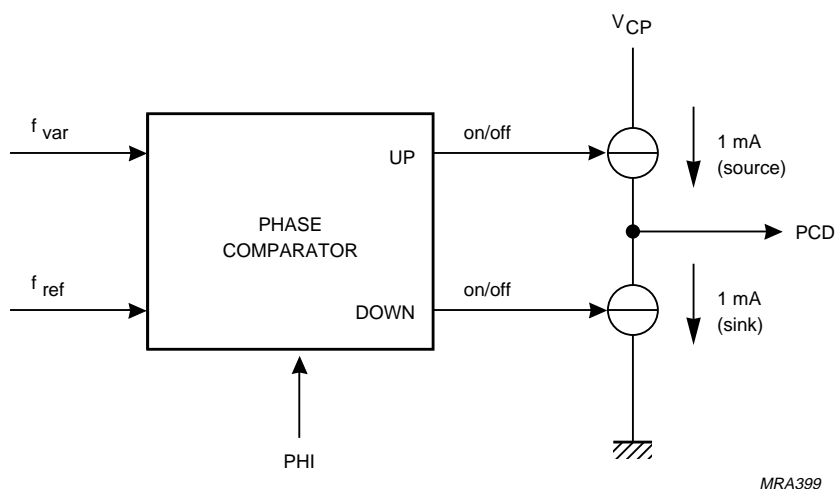 V CP
f var
on/off
1 mA
(source)
UP
PHASE
COMPARATOR
PCD
f ref
on/off
1 mA
(sink)
DOWN
PHI
MRA399